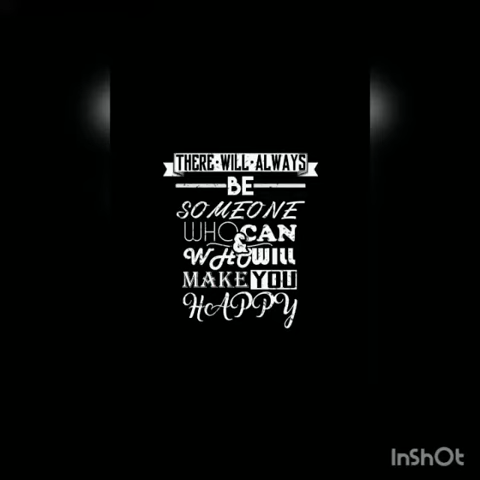 THERE·WILL·ALWAYS
BE
SOMEONE
WHO CAN
&
WHO WILL
MAKE YOU
HAPPY
InShOt